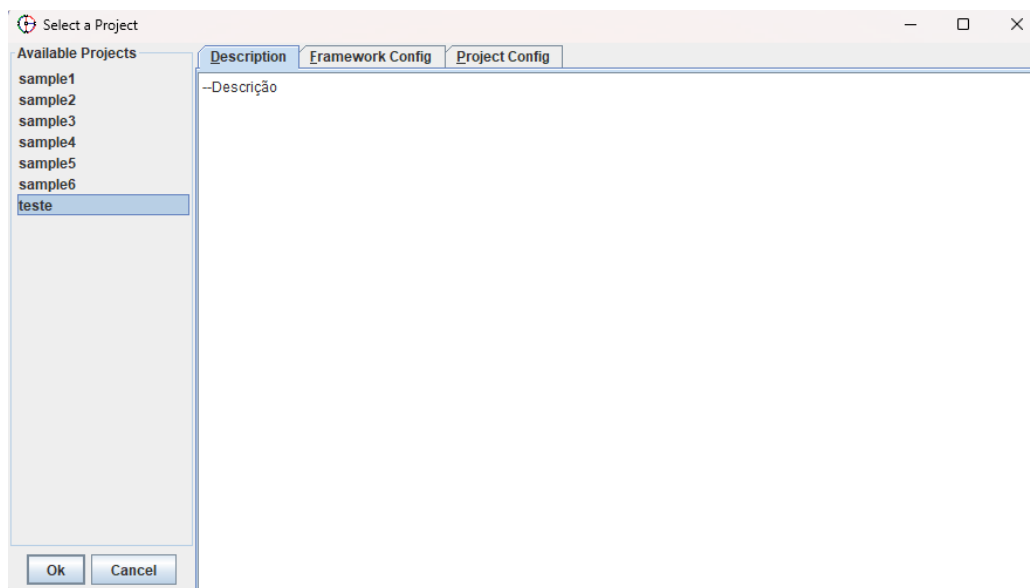 Select a Project
Available Projects
sample1
sample2
sample3
sample4
sample5
sample6
teste
Ok Cancel
Description Framework Config Project Config
--Descrição